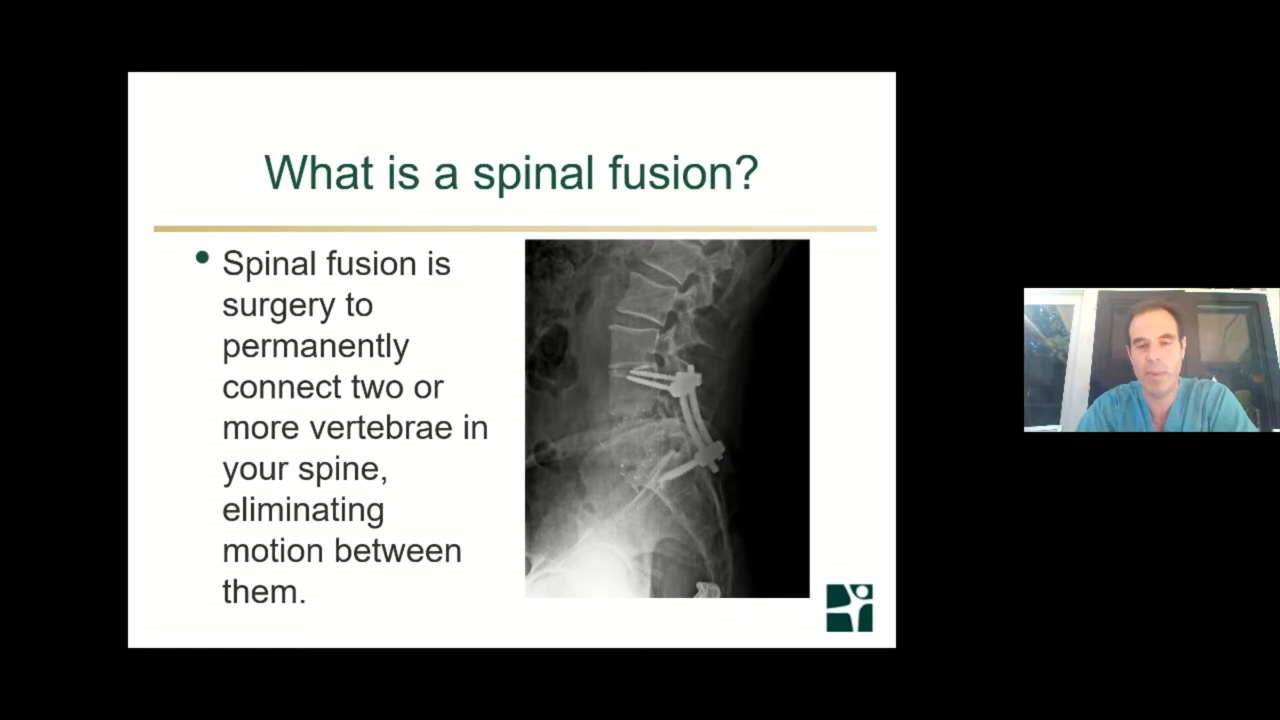 What is a spinal fusion?
• Spinal fusion is
surgery to
permanently
connect two or
more vertebrae in
your spine,
eliminating
motion between
them.